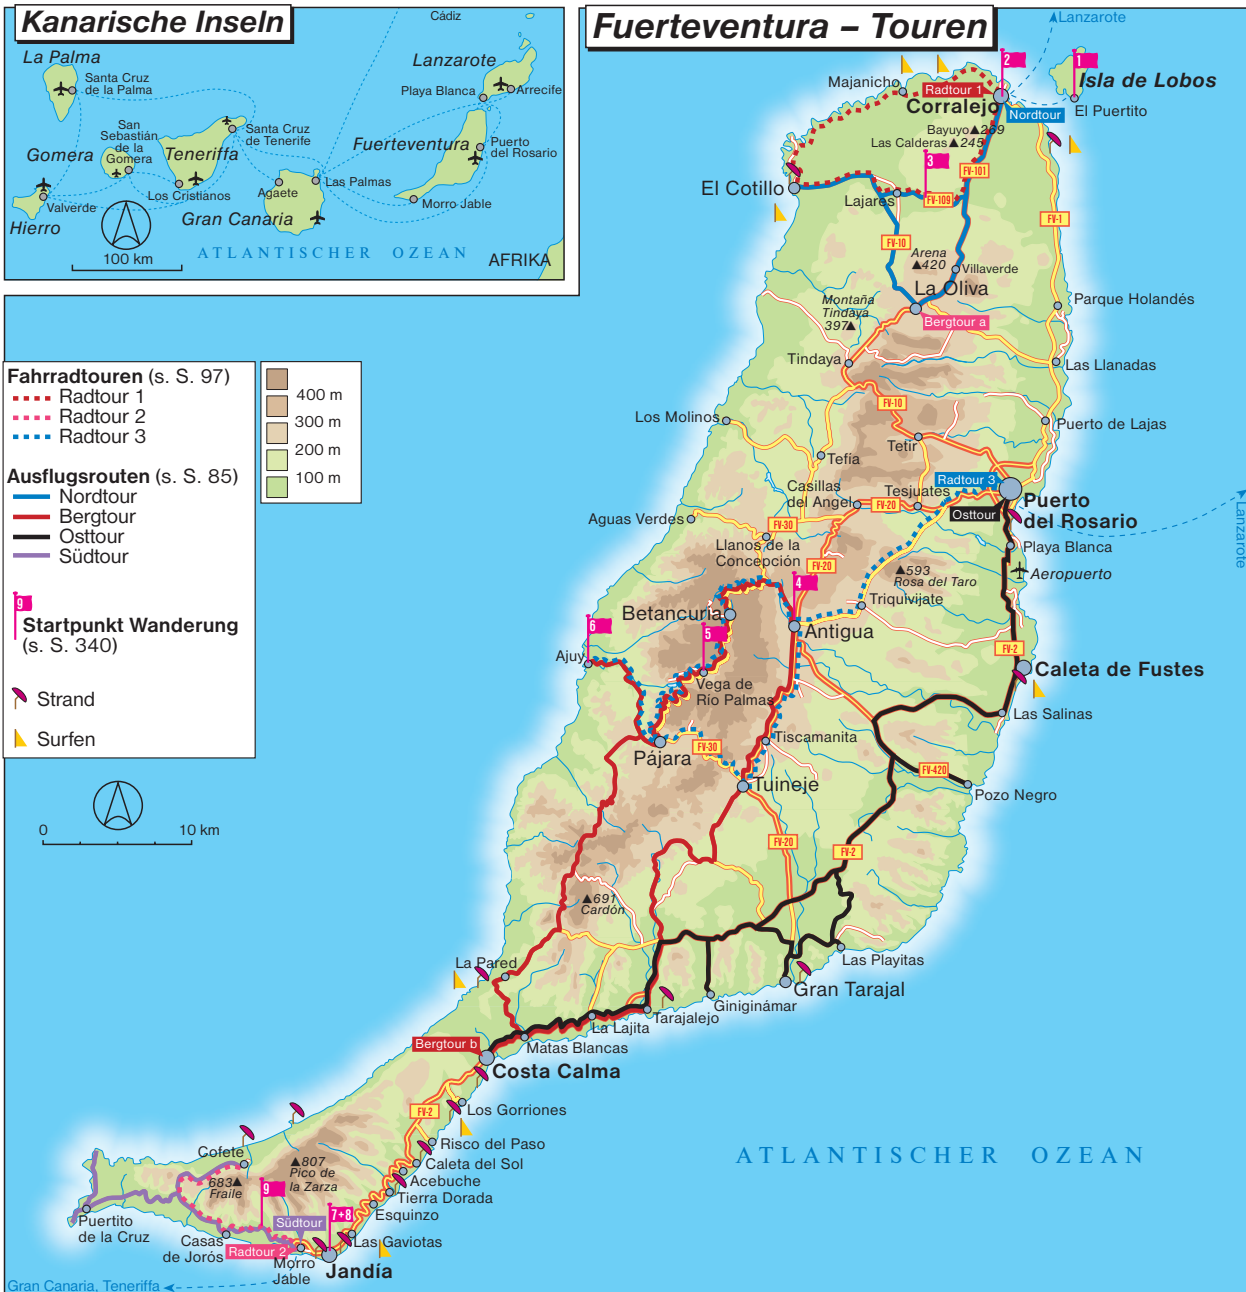 Kanarische Inseln
Cádiz
La Palma
Santa Cruz
de la Palma
Lanzarote
Playa Blanca
Arrecife
San
Sebastián
de la
Gomera
Gomera
Teneriffa
Santa Cruz
de Tenerife
Fuerteventura
Puerto
del Rosario
Los Cristianos
Agaete
Las Palmas
Morro Jable
Valverde
Hierro
Gran Canaria
100 km
ATLANTISCHER OZEAN
AFRIKA
Fuerteventura – Touren
Lanzarote
Majanicho
Radtour 1
2
1
Isla de Lobos
Corralejo
El Puertito
Nordtour
Bayuyo 269
Las Calderas 245
3
FV-101
El Cotillo
Lajares
FV-109
FV-1
FV-10
Arena
420
Villaverde
La Oliva
Montaña
Tindaya
397
Parque Holandés
Bergtour a
Tindaya
Las Llanadas
Fahrradtouren (s. S. 97)
Radtour 1
Radtour 2
Radtour 3
Ausflugsrouten (s. S. 85)
Nordtour
Bergtour
Osttour
Südtour
9
Startpunkt Wanderung
(s. S. 340)
Strand
Surfen
400 m
300 m
200 m
100 m
0
10 km
FV-10
Los Molinos
Puerto de Lajas
Tetir
Tefía
Casillas
del Angel
Tesjuates
Radtour 3
FV-20
Osttour
Puerto
del Rosario
Lanzarote
Aguas Verdes
FV-30
Llanos de la
Concepción
Playa Blanca
FV-20
593
Rosa del Taro
Aeropuerto
4
Triquivijate
Betancuria
6
5
Antigua
FV-2
Ajuy
Vega de
Río Palmas
Caleta de Fustes
Las Salinas
Tiscamanita
Pájara
FV-30
FV-420
Tuineje
Pozo Negro
FV-20
FV-2
691
Cardón
La Pared
Las Playitas
Gran Tarajal
Giniginámar
Tarajalejo
La Lajita
Matas Blancas
Bergtour b
Costa Calma
FV-2
Los Gorriones
Risco del Paso
Cofete
807
Pico de
la Zarza
683
Fraile
Caleta del Sol
Acebuche
Tierra Dorada
9
7+8
Esquinzo
Puertito
de la Cruz
Südtour
Casas
de Jorós
Radtour 2
Las Gaviotas
Morro
Jable
Jandía
Gran Canaria, Teneriffa
ATLANTISCHER OZEAN